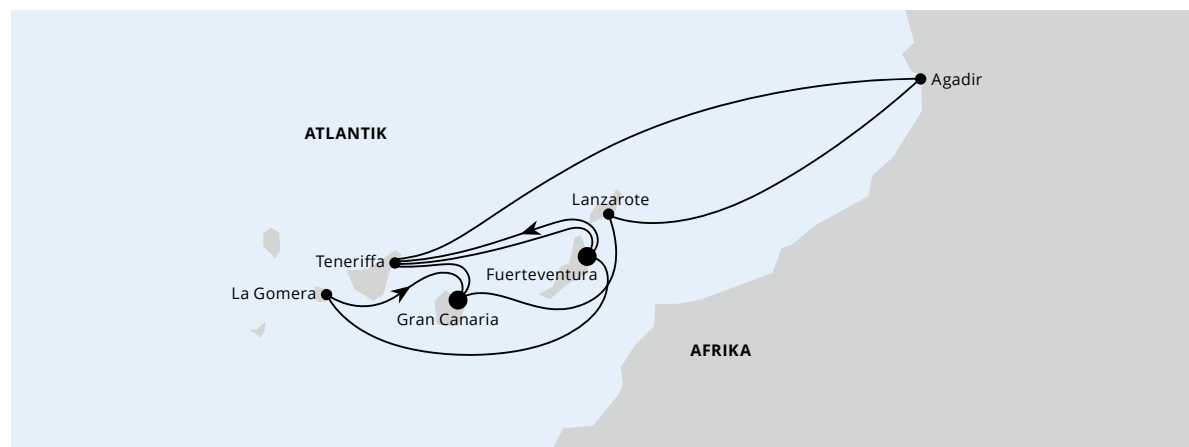 Agadir
ATLANTIK
Lanzarote
Teneriffa
Fuerteventura
La Gomera
Gran Canaria
AFRIKA